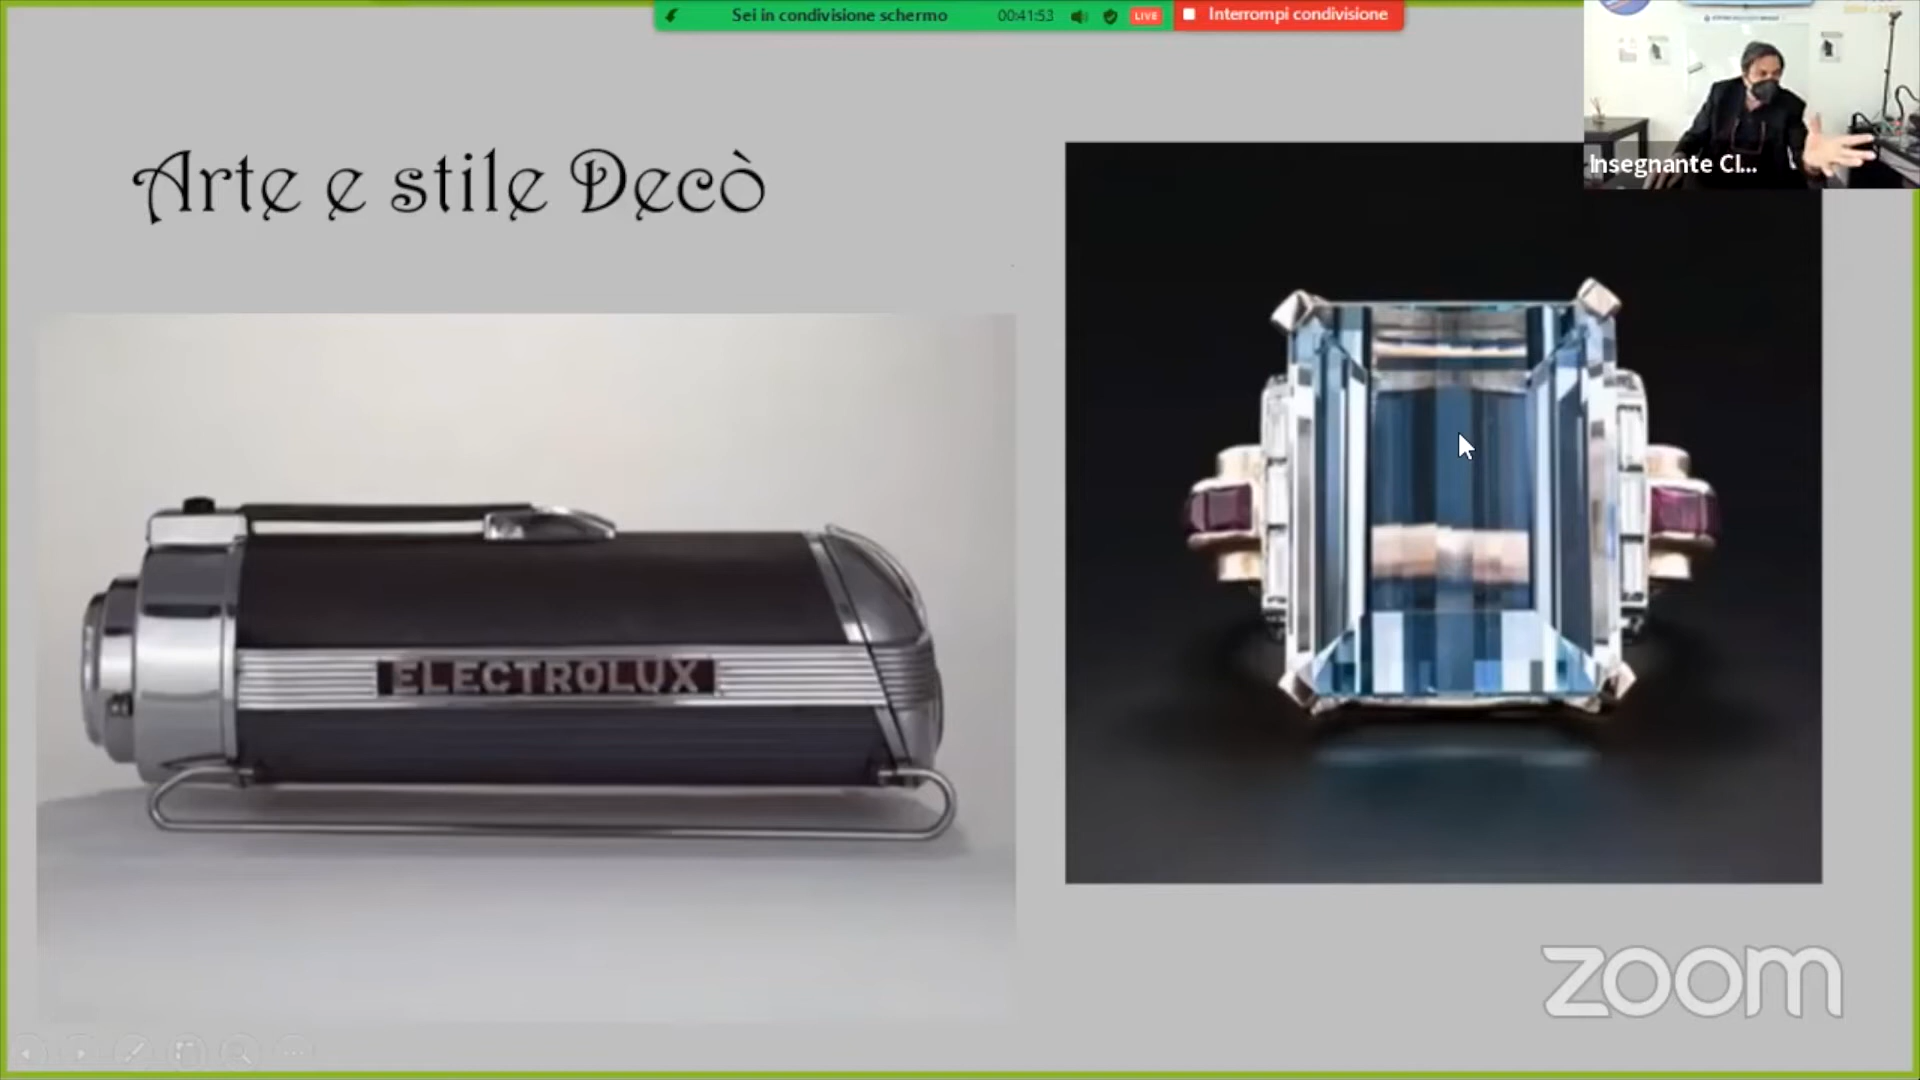 Sei in condivisione schermo 00:41:53 LIVE Interrompi condivisione
Insegnante Cl...
Arte e stile Decò
ELECTROLUX
zoom